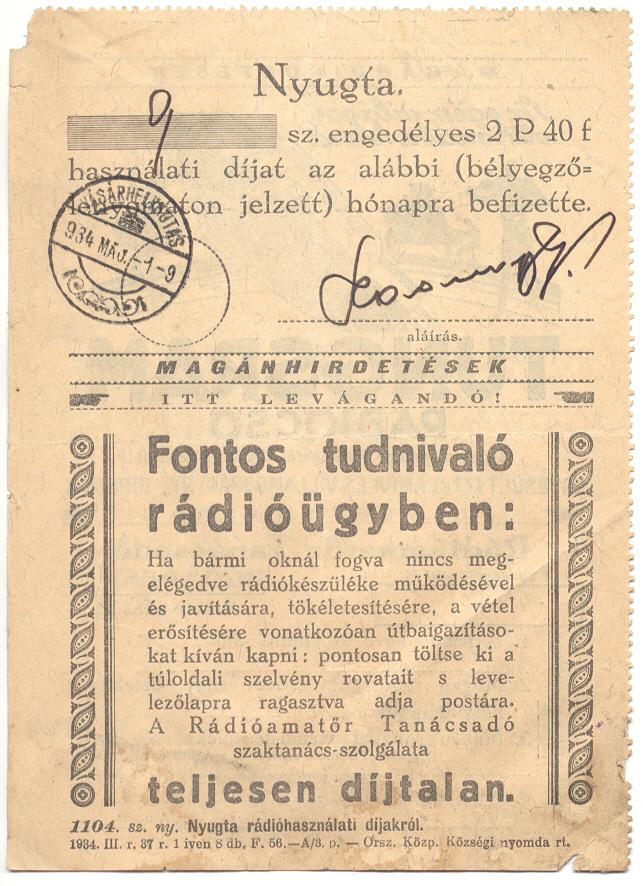 Nyugta.
9
sz. engedélyes 2 P 40 f
használati díjat az alábbi (bélyegző=
lenyomaton jelzett) hónapra befizette.
VÁSÁRHELYKUTAS
934 MÁJ. -1-9
aláírás.
MAGÁNHIRDETÉSEK
ITT LEVÁGANDÓ!
Fontos tudnivaló
rádióügyben:
Ha bármi oknál fogva nincs meg-
elégedve rádiókészüléke működésével
és javítására, tökéletesítésére, a vétel
erősítésére vonatkozóan útbaigazításo-
kat kíván kapni: pontosan töltse ki a
túloldali szelvény rovatait s leve-
lezőlapra ragasztva adja postára.
A Rádióamatőr Tanácsadó
szaktanács-szolgálata
teljesen díjtalan.
1104. sz. ny. Nyugta rádióhasználati díjakról.
1934. III. r. 37 r. 1 iven 8 db. F. 56.—A/3. p. — Orsz. Közp. Községi nyomda rt.